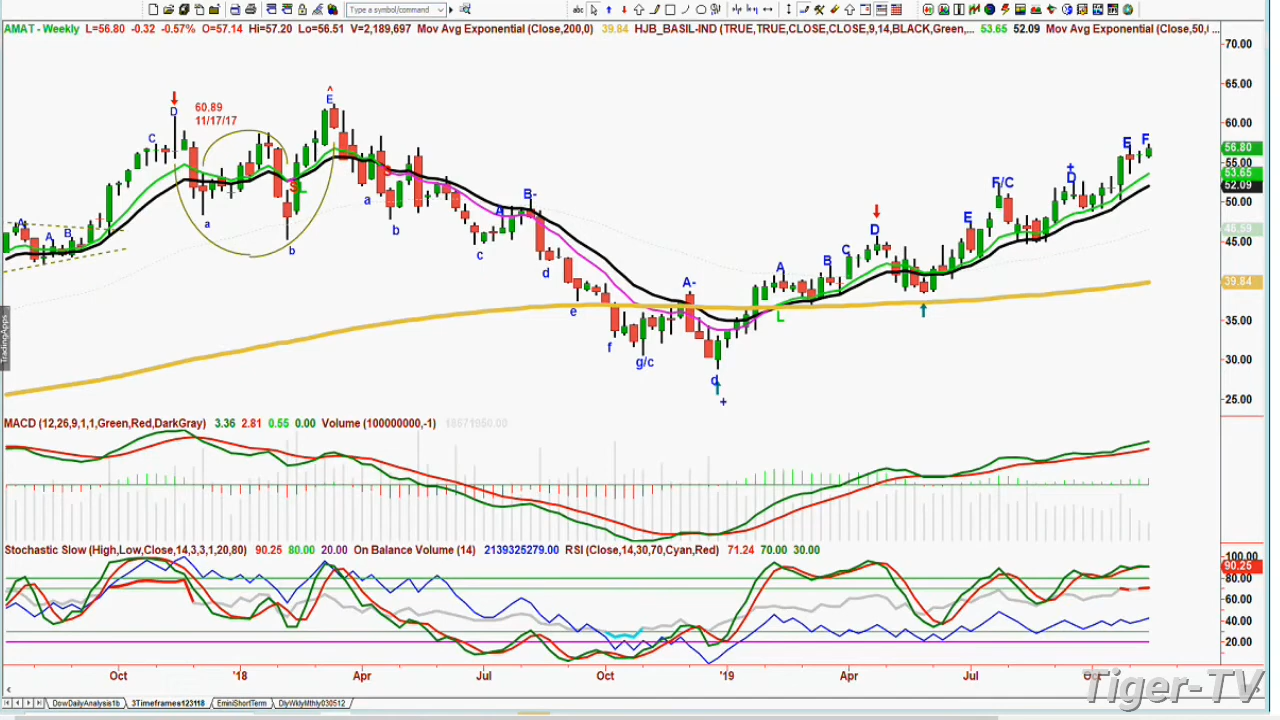 abc
Type a symbol/command
AMAT - Weekly L=56.80 -0.32 -0.57% O=57.14 Hi=57.20 Lo=56.51 V=2,189,697 Mov Avg Exponential (Close,200,0) 39.84 HJB_BASIL-IND (TRUE,TRUE,CLOSE,CLOSE,9,14,BLACK,Green,... 53.65 52.09 Mov Avg Exponential (Close,50,0, ...
70.00
65.00
60.00
56.80
55.00
53.65
52.09
50.00
45.00
39.84
35.00
30.00
25.00
60.89
11/17/17
A A B C D a S L b E
a S b c A B- d e f g/c A- d +
A L B C D E F/C + D E F
TradingApps
MACD (12,26,9,1,1,Green,Red,DarkGray) 3.36 2.81 0.55 0.00 Volume (100000000,-1)
Stochastic Slow (High,Low,Close,14,3,3,1,20,80) 90.25 80.00 20.00 On Balance Volume (14) 2139325279.00 RSI (Close,14,30,70,Cyan,Red) 71.24 70.00 30.00
100.00
90.25
80.00
60.00
40.00
20.00
Oct '18 Apr Jul Oct '19 Apr Jul Oct
Tiger-TV
DowDailyAnalysis1b 3Timeframes123118 EminiShortTerm DlyWklyMthly030512